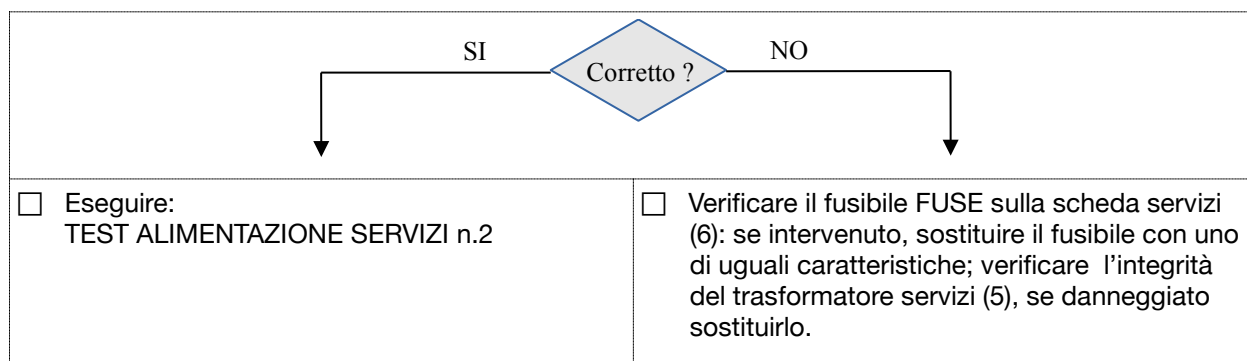 SI
NO
Corretto ?
☐ Eseguire:
TEST ALIMENTAZIONE SERVIZI n.2
☐ Verificare il fusibile FUSE sulla scheda servizi
(6): se intervenuto, sostituire il fusibile con uno
di uguali caratteristiche; verificare  l’integrità
del trasformatore servizi (5), se danneggiato
sostituirlo.